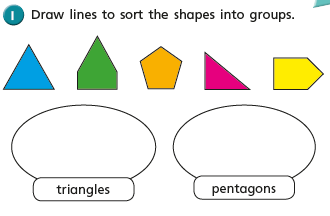 1 Draw lines to sort the shapes into groups.
triangles
pentagons